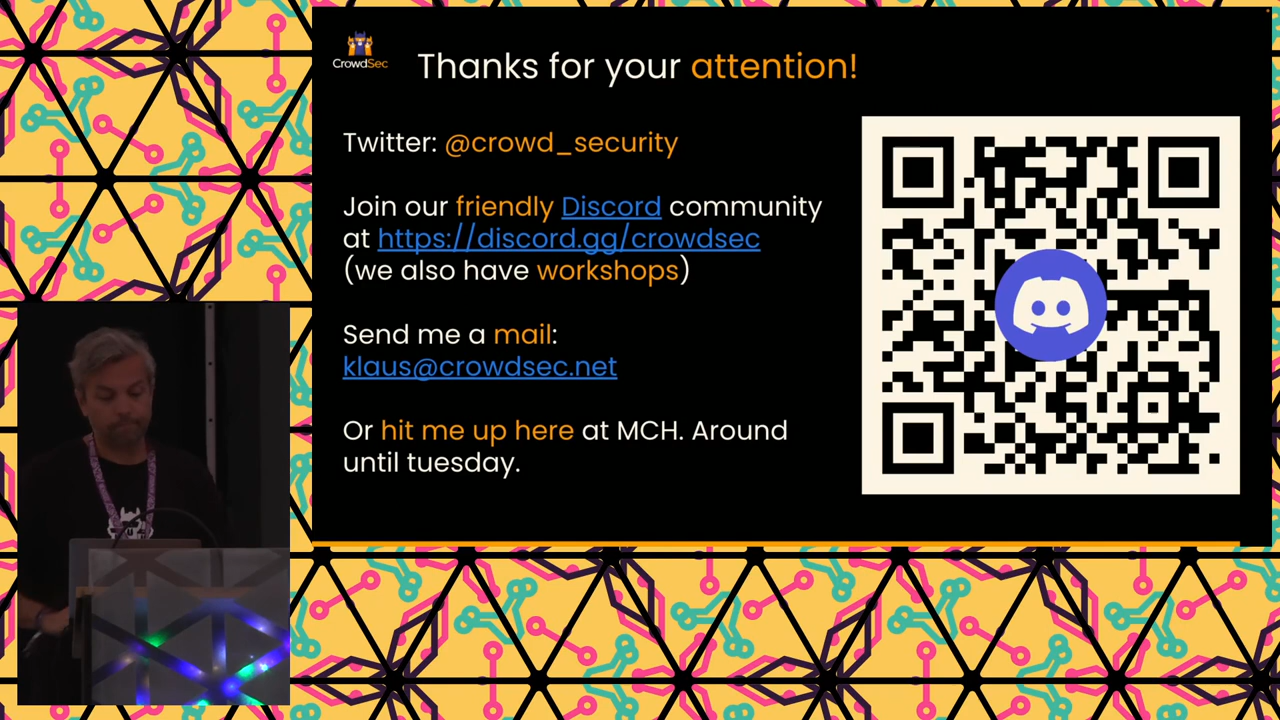 CrowdSec
Thanks for your attention!
Twitter: @crowd_security
Join our friendly Discord community
at https://discord.gg/crowdsec
(we also have workshops)
Send me a mail:
klaus@crowdsec.net
Or hit me up here at MCH. Around
until tuesday.